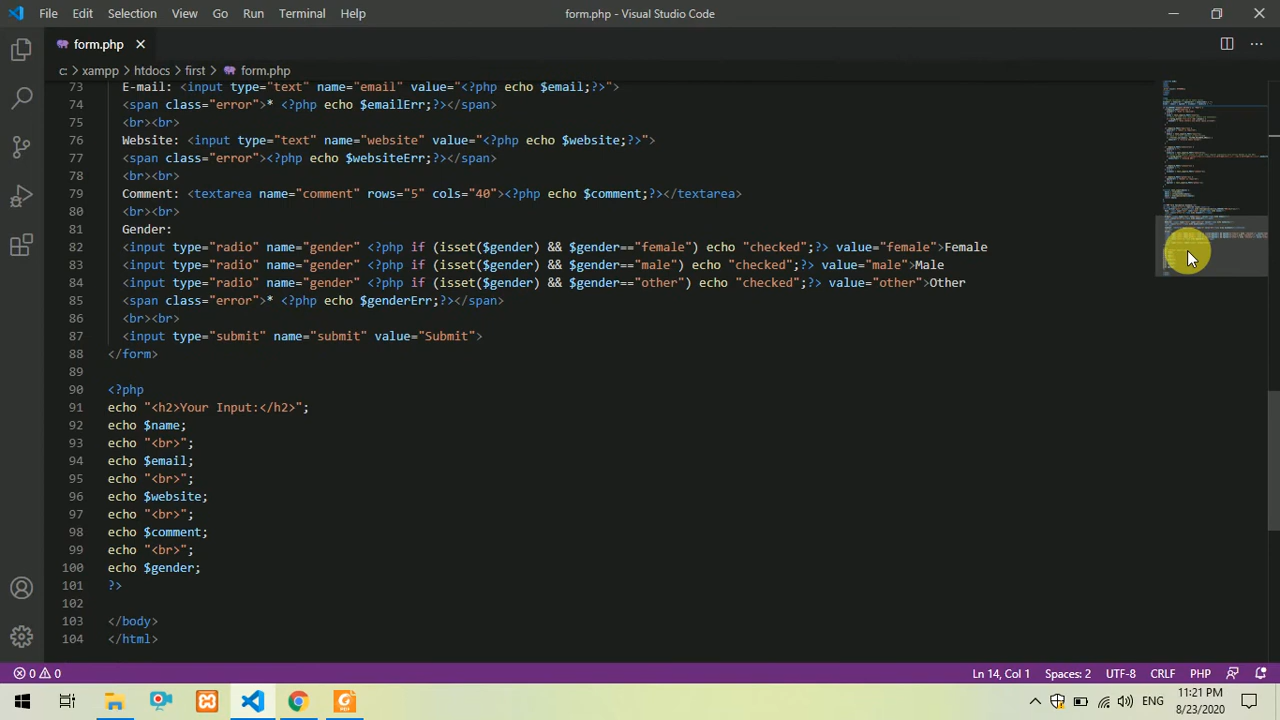 File Edit Selection View Go Run Terminal Help form.php - Visual Studio Code
form.php
c: > xampp > htdocs > first > form.php
73 E-mail: <input type="text" name="email" value="<?php echo $email;?>">
74 <span class="error">* <?php echo $emailErr;?></span>
75 <br><br>
76 Website: <input type="text" name="website" value="<?php echo $website;?>">
77 <span class="error"><?php echo $websiteErr;?></span>
78 <br><br>
79 Comment: <textarea name="comment" rows="5" cols="40"><?php echo $comment;?></textarea>
80 <br><br>
81 Gender:
82 <input type="radio" name="gender" <?php if (isset($gender) && $gender=="female") echo "checked";?> value="female">Female
83 <input type="radio" name="gender" <?php if (isset($gender) && $gender=="male") echo "checked";?> value="male">Male
84 <input type="radio" name="gender" <?php if (isset($gender) && $gender=="other") echo "checked";?> value="other">Other
85 <span class="error">* <?php echo $genderErr;?></span>
86 <br><br>
87 <input type="submit" name="submit" value="Submit">
88 </form>
89
90 <?php
91 echo "<h2>Your Input:</h2>";
92 echo $name;
93 echo "<br>";
94 echo $email;
95 echo "<br>";
96 echo $website;
97 echo "<br>";
98 echo $comment;
99 echo "<br>";
100 echo $gender;
101 ?>
102
103 </body>
104 </html>
0 0 Ln 14, Col 1 Spaces: 2 UTF-8 CRLF PHP
ENG 11:21 PM
8/23/2020